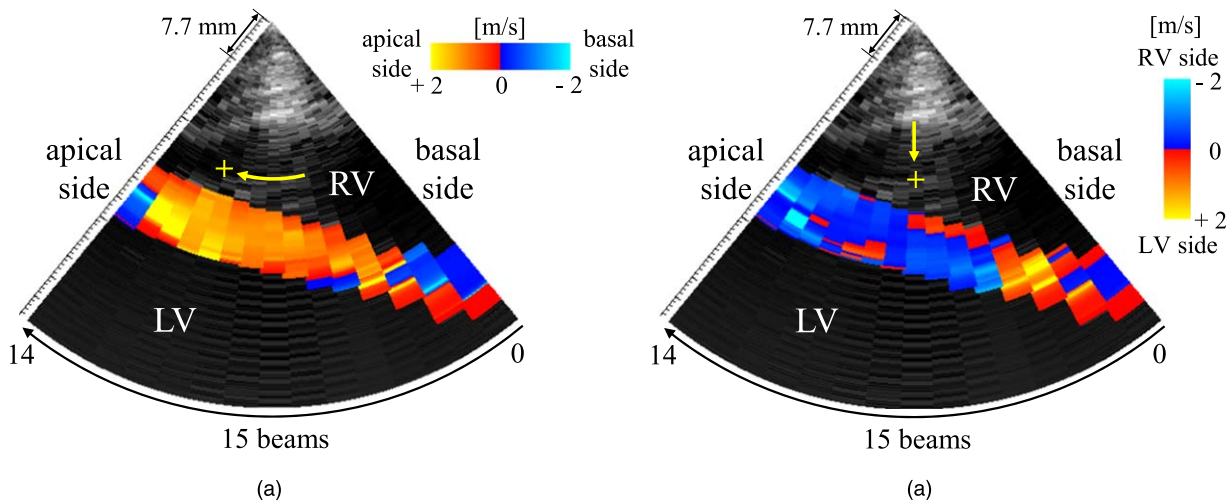 7.7 mm
[m/s]
apical side
basal side
+ 2
0
- 2
apical side
basal side
+
RV
LV
14
0
15 beams
(a)
7.7 mm
[m/s]
RV side
- 2
0
+ 2
LV side
apical side
basal side
+
RV
LV
14
0
15 beams
(a)